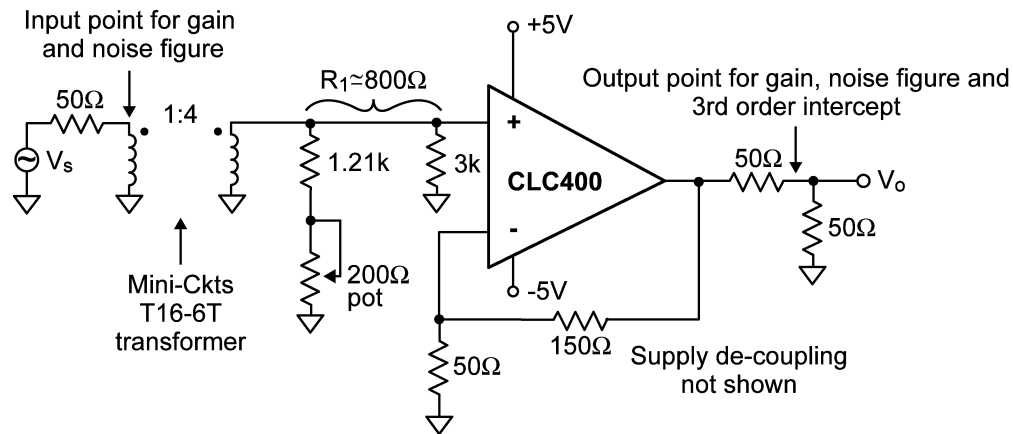 Input point for gain
and noise figure
50Ω
1:4
Vs
R1≃800Ω
1.21k
3k
200Ω
pot
Mini-Ckts
T16-6T
transformer
+5V
+
CLC400
-
-5V
50Ω
150Ω
Output point for gain, noise figure and
3rd order intercept
50Ω
Vo
50Ω
Supply de-coupling
not shown